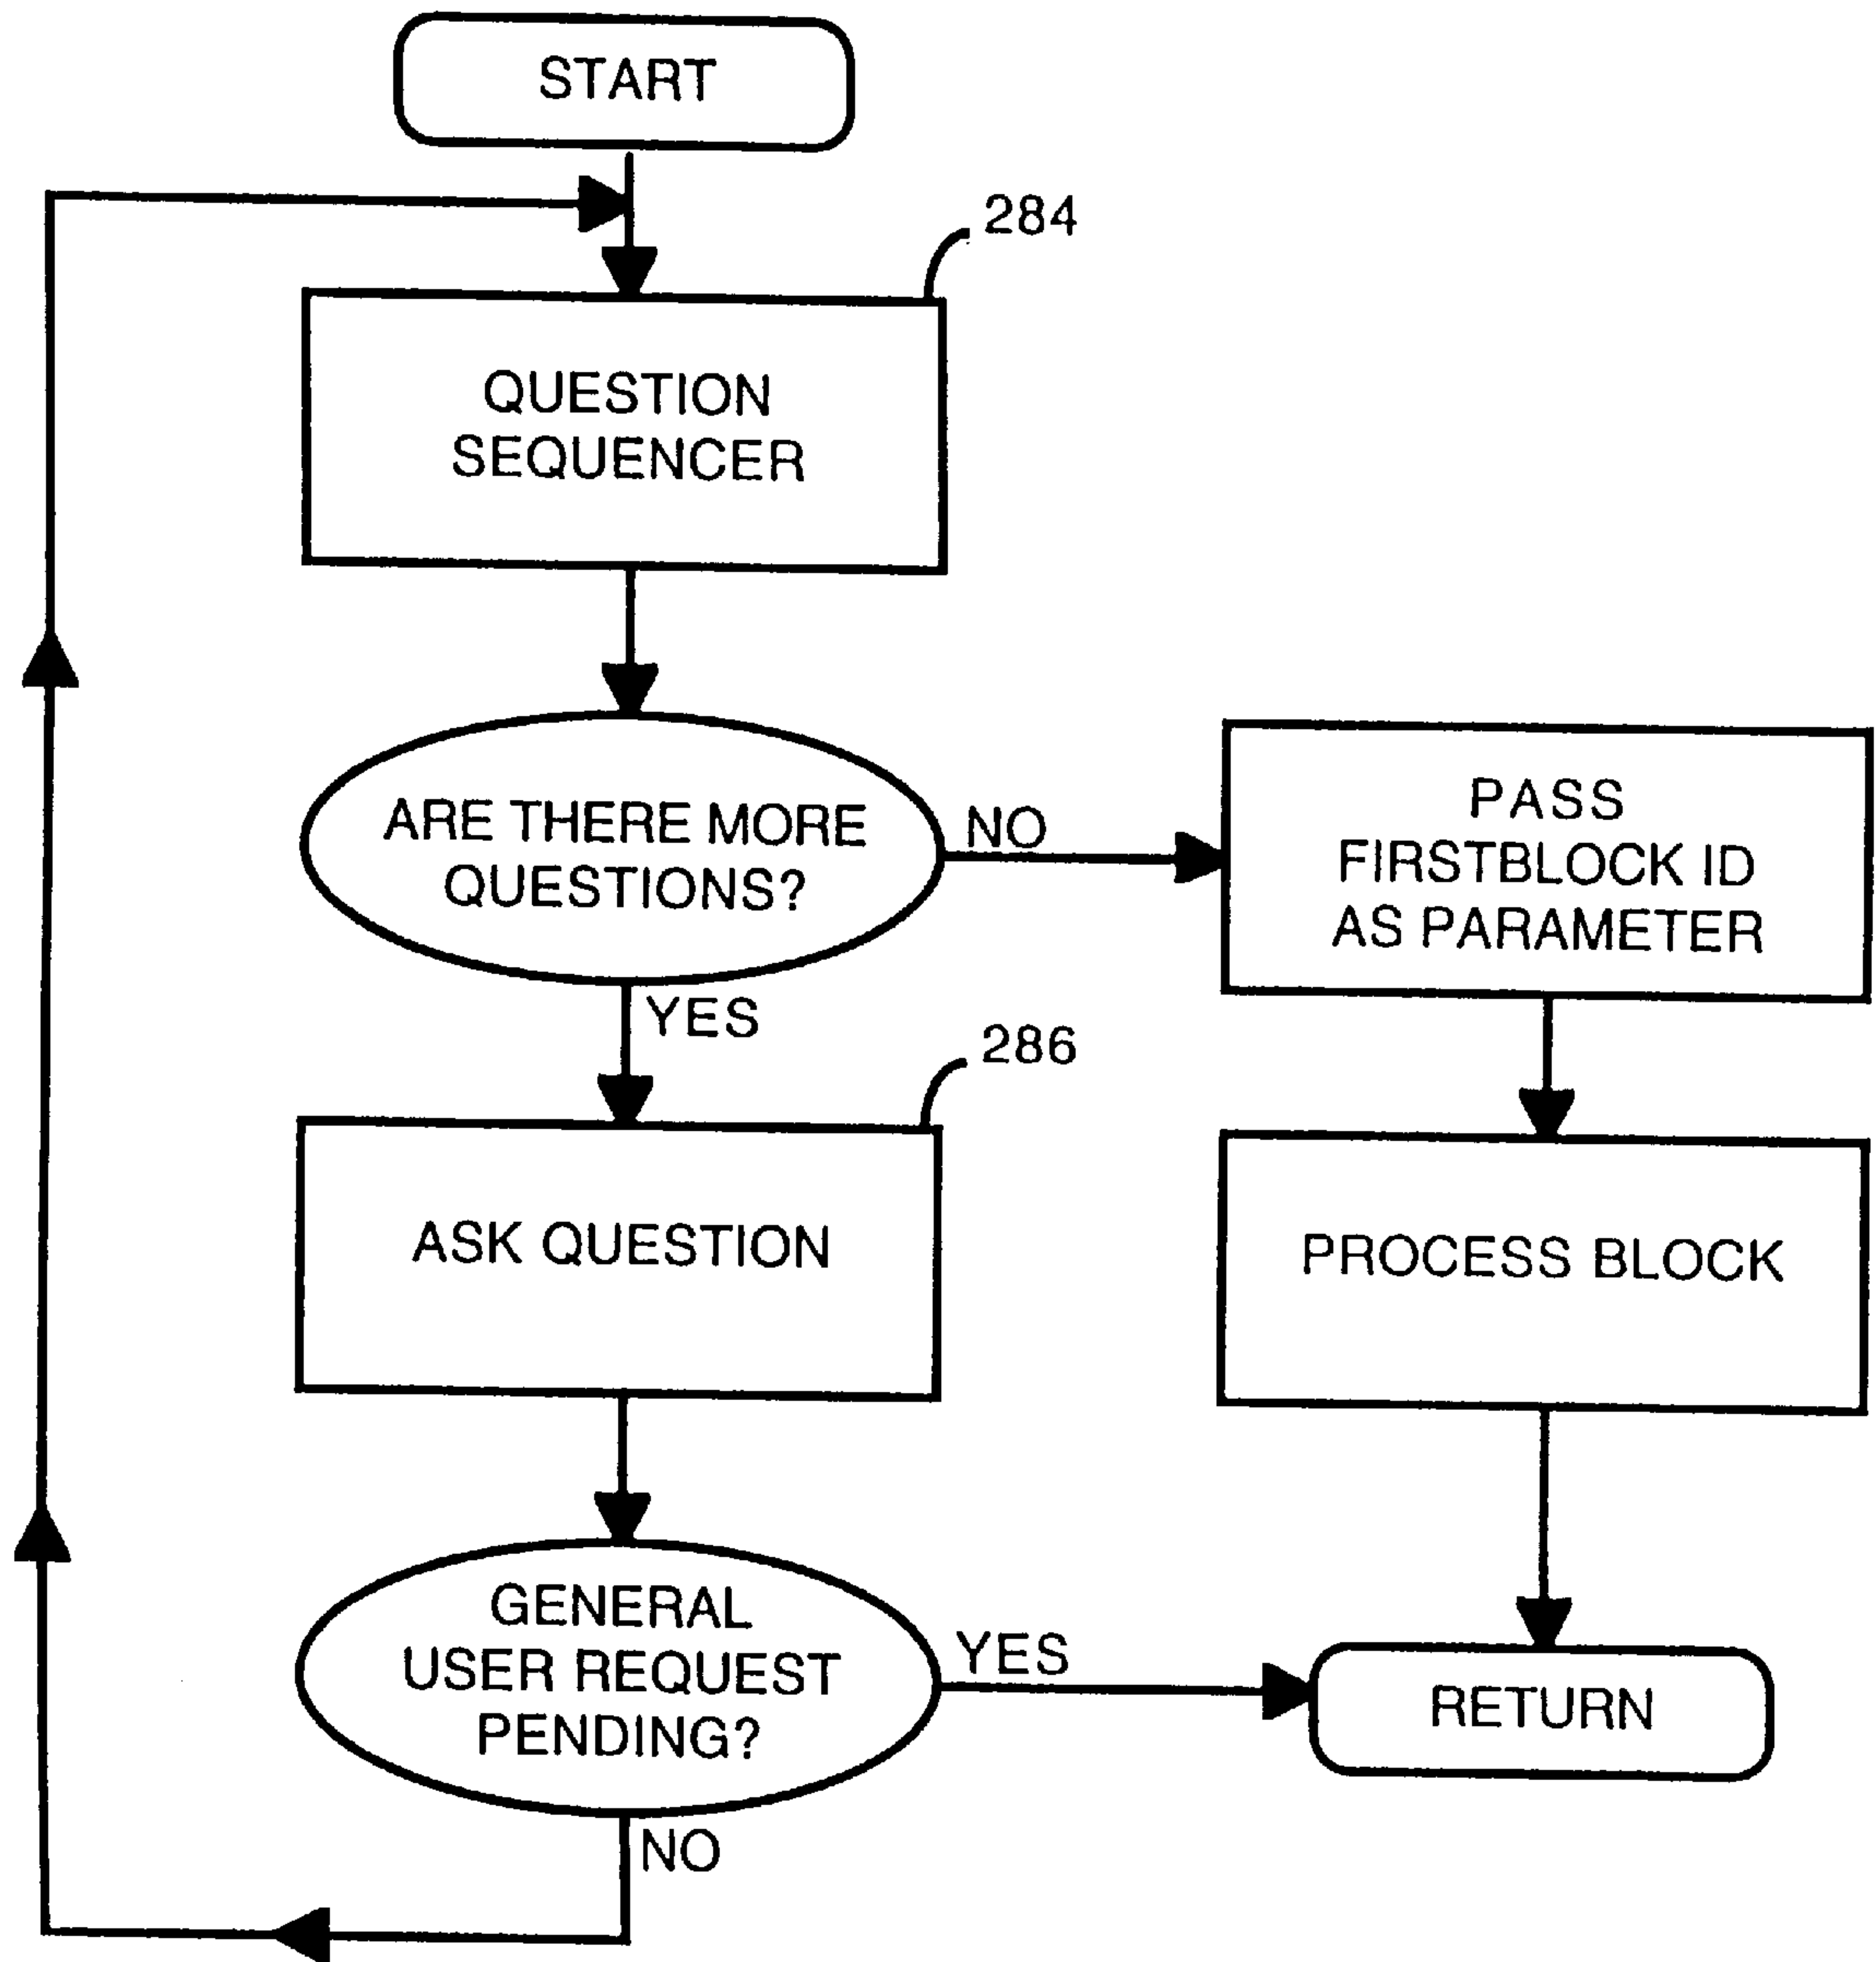 START
284
QUESTION
SEQUENCER
ARE THERE MORE
QUESTIONS?
NO
PASS
FIRSTBLOCK ID
AS PARAMETER
YES
286
ASK QUESTION
PROCESS BLOCK
GENERAL
USER REQUEST
PENDING?
YES
RETURN
NO